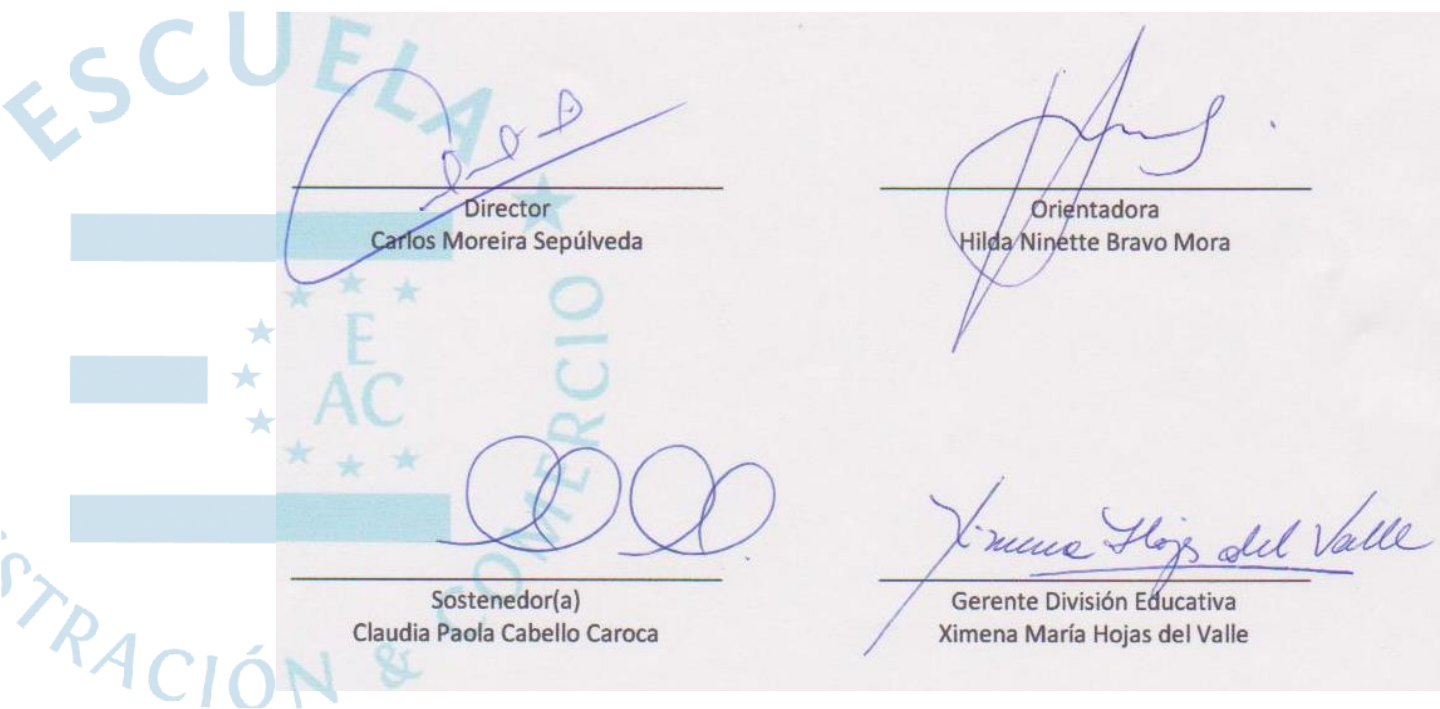 ESCUELA
Director
Carlos Moreira Sepúlveda
Orientadora
Hilda Ninette Bravo Mora
E
AC
COMERCIO
Ximena Hojas del Valle
Sostenedor(a)
Claudia Paola Cabello Caroca
Gerente División Educativa
Ximena María Hojas del Valle
STRACIÓN &